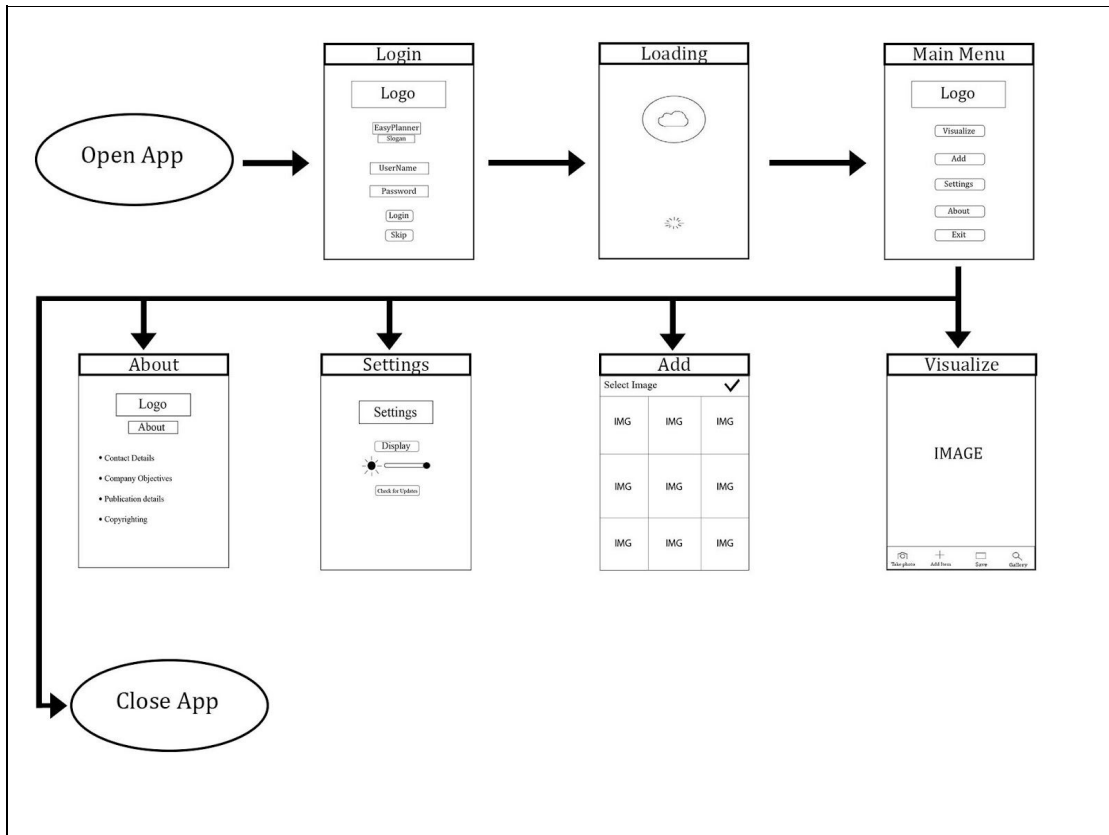 Open App
Login
Logo
EasyPlanner
Slogan
UserName
Password
Login
Skip
Loading
Main Menu
Logo
Visualize
Add
Settings
About
Exit
About
Logo
About
• Contact Details
• Company Objectives
• Publication details
• Copyrighting
Settings
Settings
Display
Check for Updates
Add
Select Image
IMG IMG IMG
IMG IMG IMG
IMG IMG IMG
Visualize
IMAGE
Take photo Add Item Save Gallery
Close App